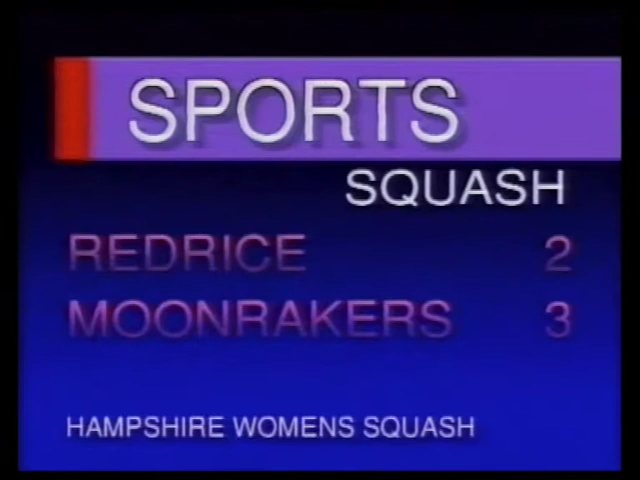 SPORTS
SQUASH
REDRICE 2
MOONRAKERS 3
HAMPSHIRE WOMENS SQUASH